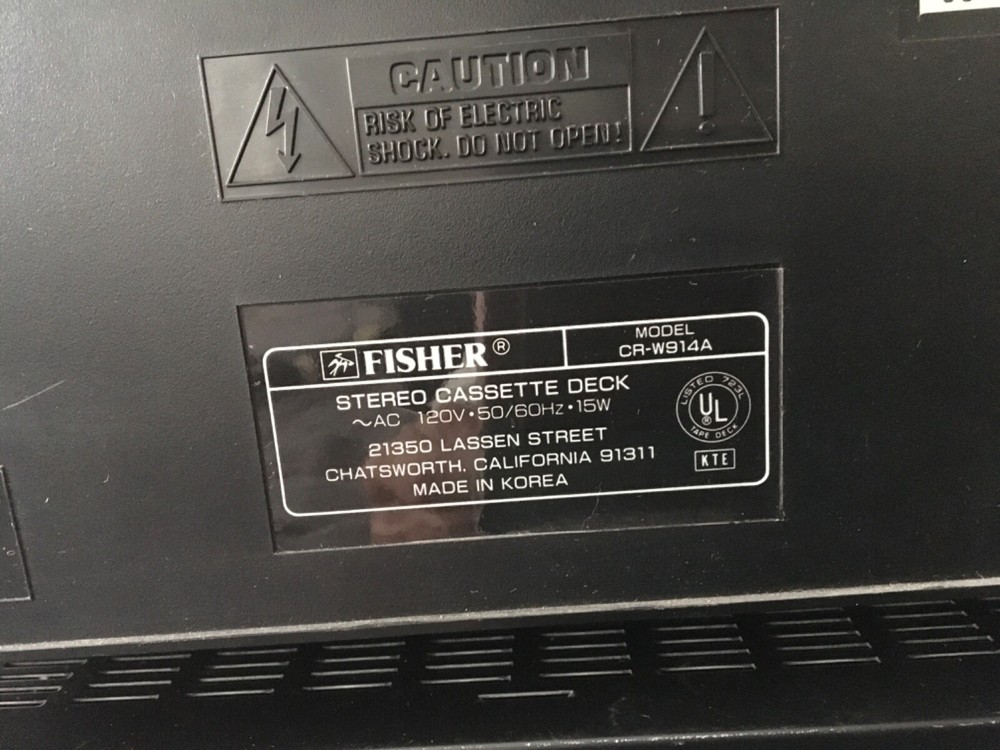 CAUTION
RISK OF ELECTRIC
SHOCK. DO NOT OPEN!
FISHER ®
MODEL
CR-W914A
STEREO CASSETTE DECK
~AC 120V•50/60Hz•15W
21350 LASSEN STREET
CHATSWORTH, CALIFORNIA 91311
MADE IN KOREA
LISTED 723L
UL ®
TAPE DECK
KTE